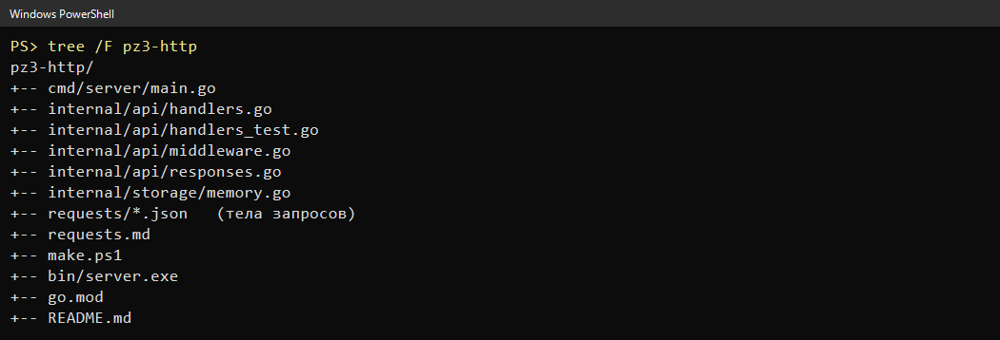 Windows PowerShell
PS> tree /F pz3-http
pz3-http/
+-- cmd/server/main.go
+-- internal/api/handlers.go
+-- internal/api/handlers_test.go
+-- internal/api/middleware.go
+-- internal/api/responses.go
+-- internal/storage/memory.go
+-- requests/*.json   (тела запросов)
+-- requests.md
+-- make.ps1
+-- bin/server.exe
+-- go.mod
+-- README.md